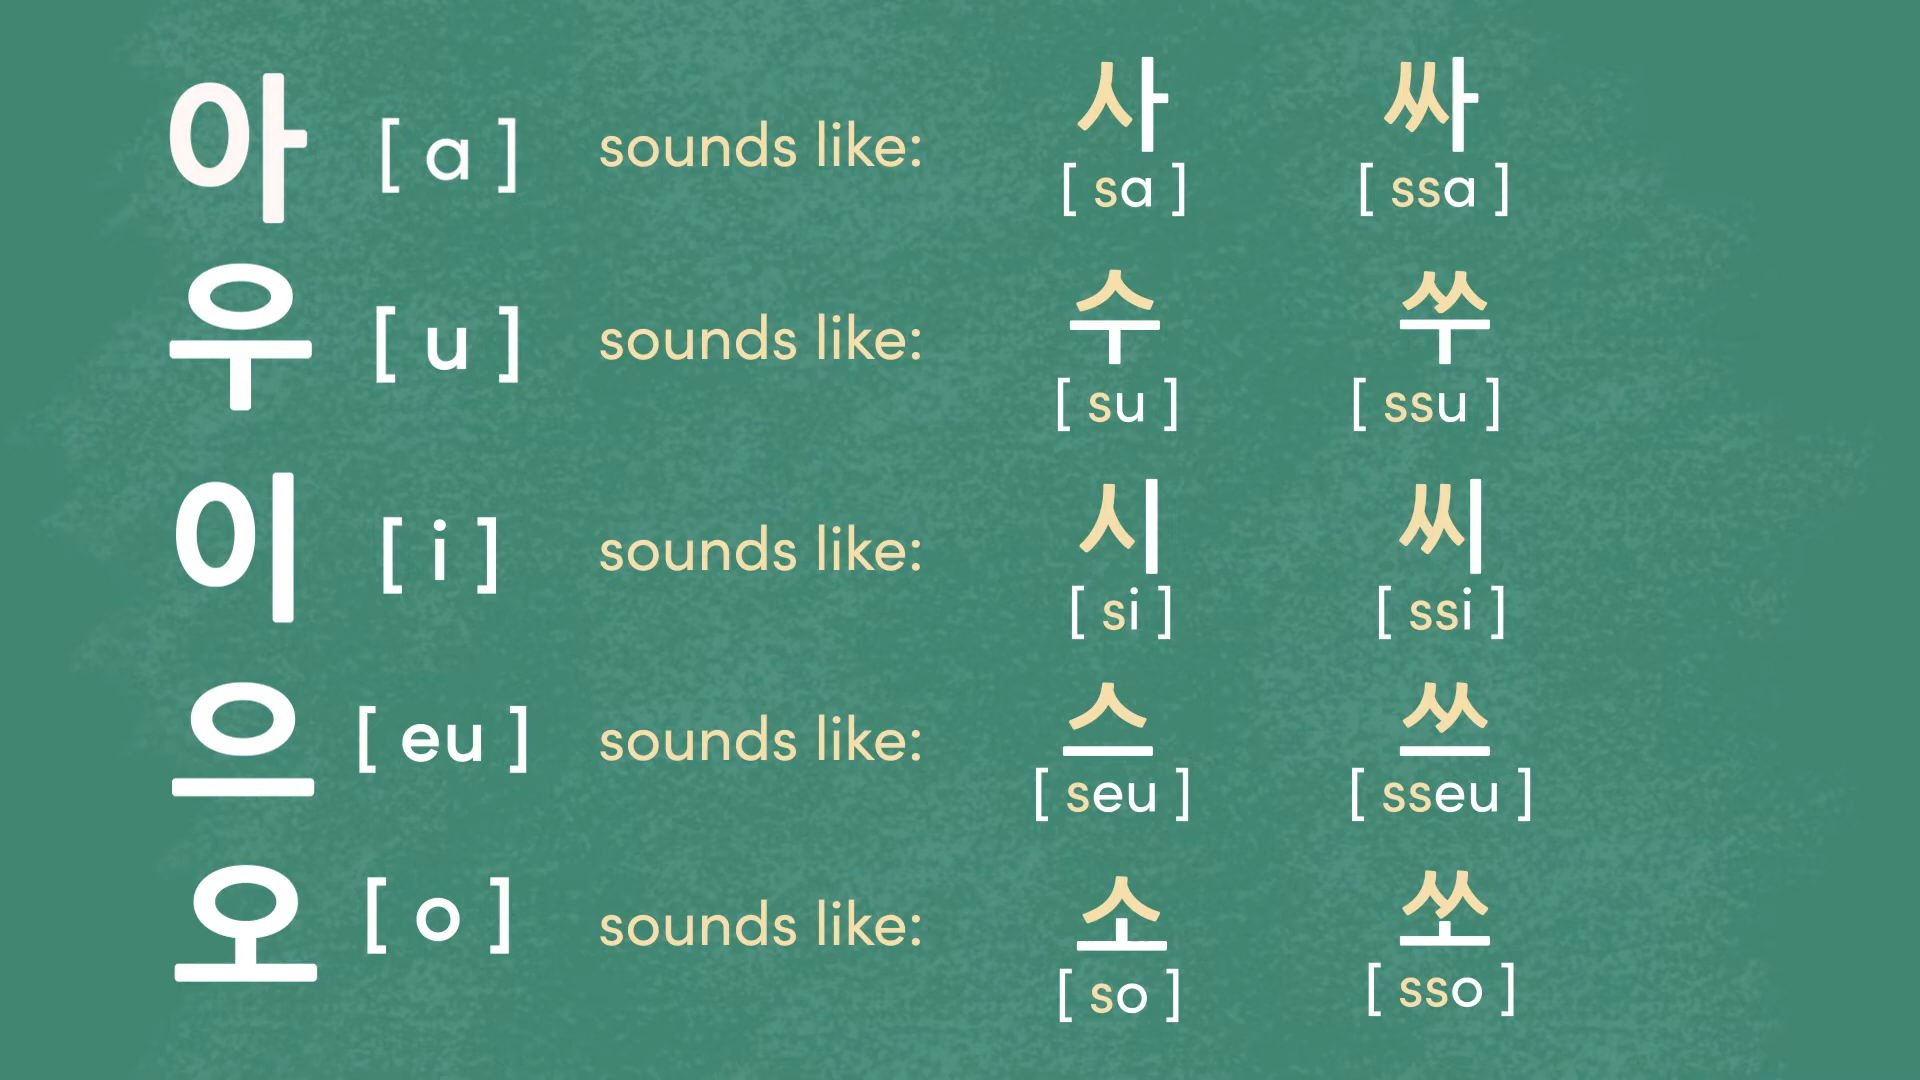 아 [ a ] sounds like: 사 싸
[ sa ] [ ssa ]
우 [ u ] sounds like: 수 쑤
[ su ] [ ssu ]
이 [ i ] sounds like: 시 씨
[ si ] [ ssi ]
으 [ eu ] sounds like: 스 쓰
[ seu ] [ sseu ]
오 [ o ] sounds like: 소 쏘
[ so ] [ sso ]